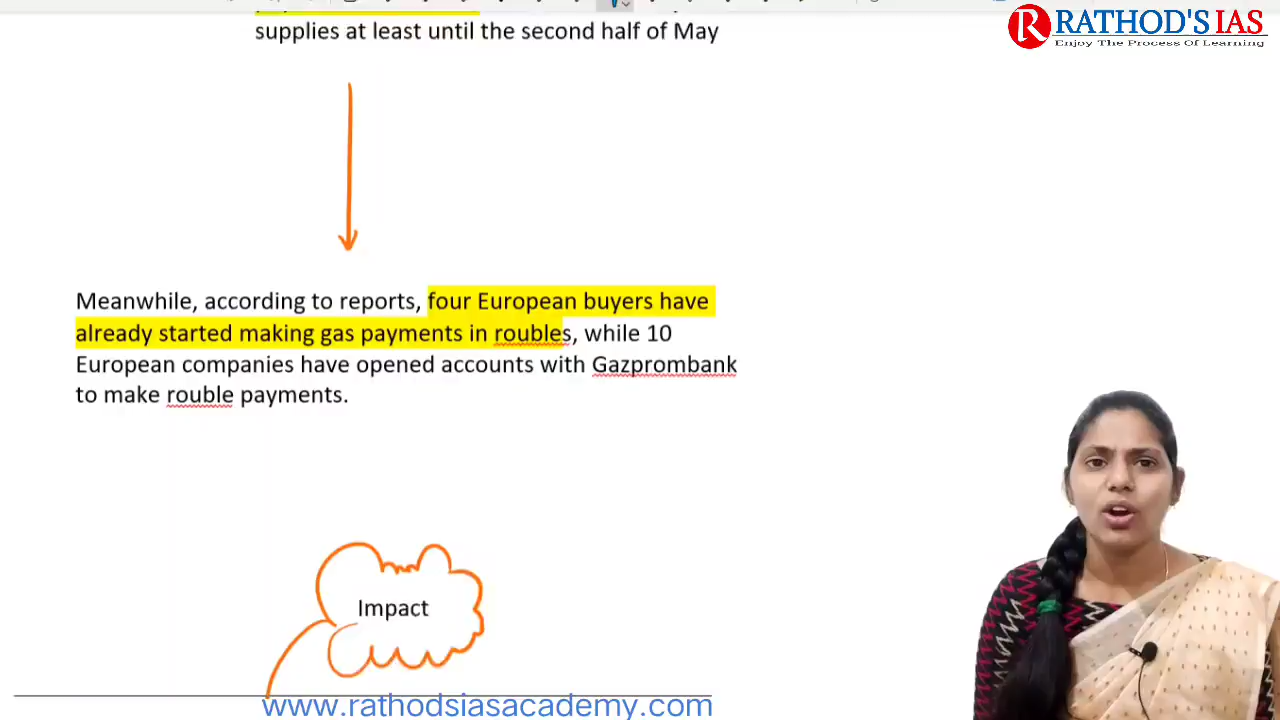 supplies at least until the second half of May
RATHOD'S IAS
Enjoy The Process Of Learning
Meanwhile, according to reports, four European buyers have
already started making gas payments in roubles, while 10
European companies have opened accounts with Gazprombank
to make rouble payments.
Impact
www.rathodsiasacademy.com